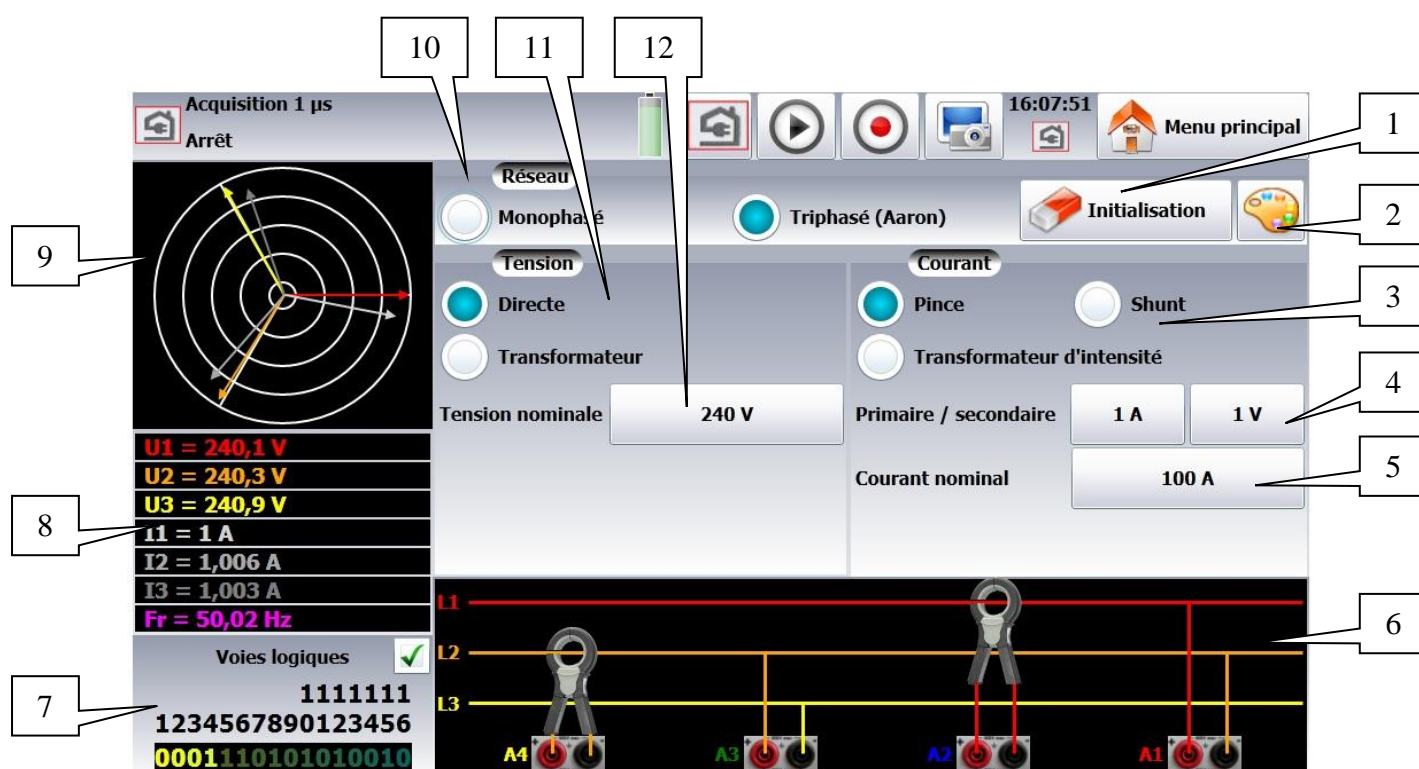 10
11
12
Acquisition 1 µs
Arrêt
16:07:51
Menu principal
1
Réseau
Monophasé
Triphasé (Aaron)
Initialisation
2
9
Tension
Courant
Directe
Pince
Shunt
3
Transformateur
Transformateur d'intensité
4
Tension nominale
240 V
Primaire / secondaire
1 A
1 V
U1 = 240,1 V
U2 = 240,3 V
U3 = 240,9 V
Courant nominal
100 A
5
8
I1 = 1 A
I2 = 1,006 A
I3 = 1,003 A
Fr = 50,02 Hz
L1
6
Voies logiques
L2
7
1111111
1234567890123456
L3
0001110101010010
A4
A3
A2
A1